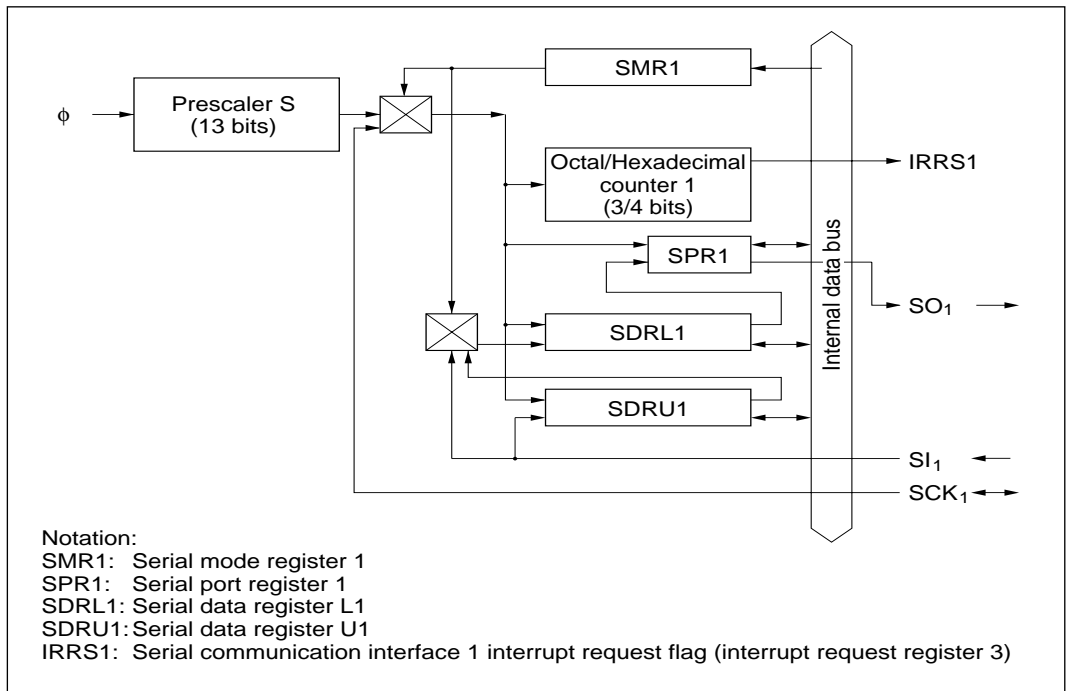 SMR1
ϕ
Prescaler S
(13 bits)
Octal/Hexadecimal
counter 1
(3/4 bits)
IRRS1
SPR1
Internal data bus
SO₁
SDRL1
SDRU1
SI₁
SCK₁
Notation:
SMR1: Serial mode register 1
SPR1: Serial port register 1
SDRL1: Serial data register L1
SDRU1: Serial data register U1
IRRS1: Serial communication interface 1 interrupt request flag (interrupt request register 3)